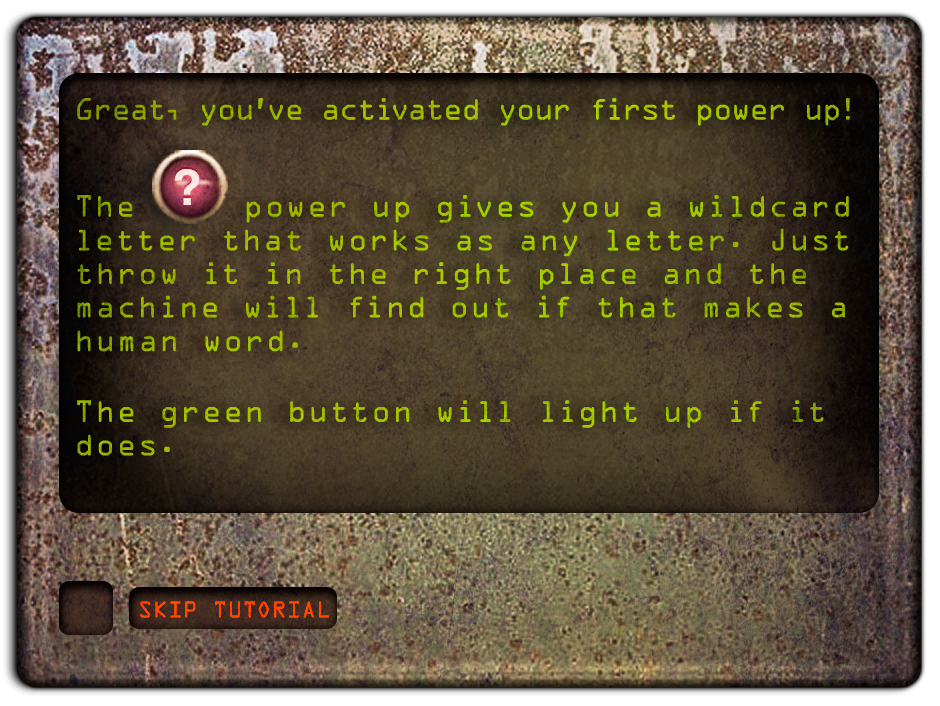 Great, you've activated your first power up!
?
The power up gives you a wildcard
letter that works as any letter. Just
throw it in the right place and the
machine will find out if that makes a
human word.
The green button will light up if it
does.
SKIP TUTORIAL